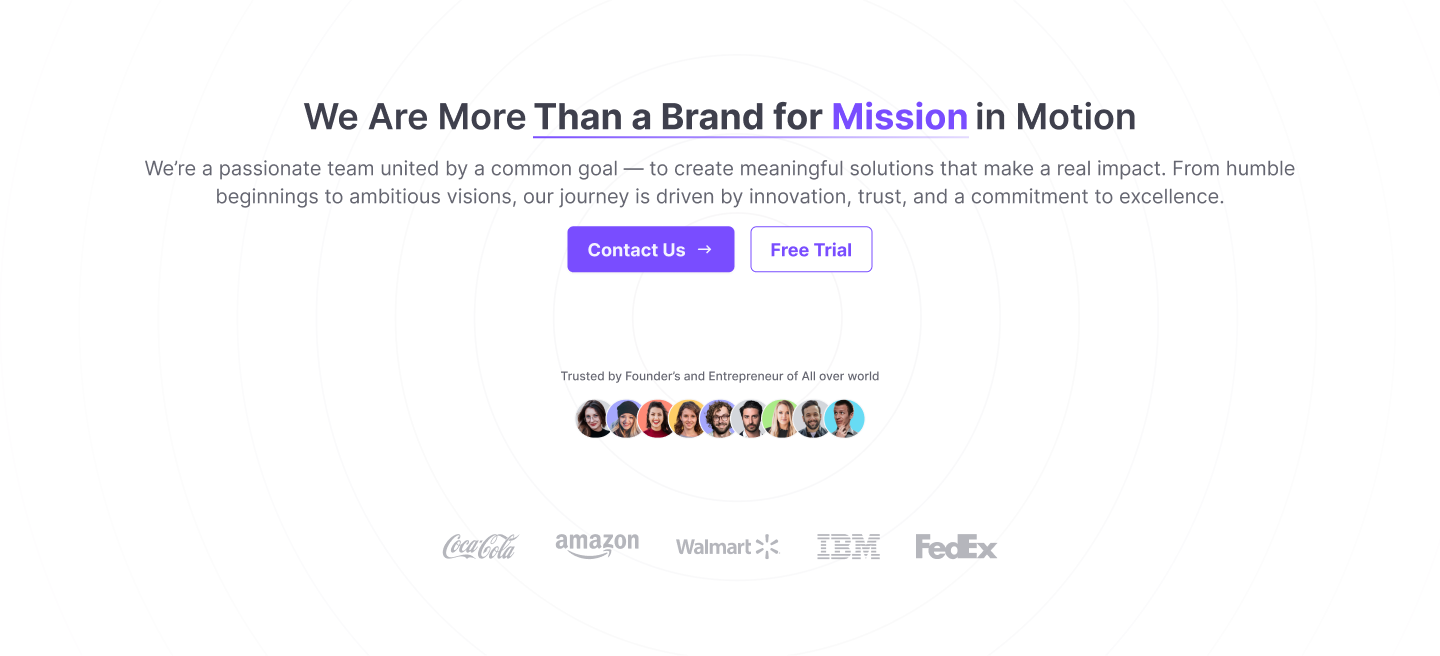 We Are More Than a Brand for Mission in Motion
We’re a passionate team united by a common goal — to create meaningful solutions that make a real impact. From humble
beginnings to ambitious visions, our journey is driven by innovation, trust, and a commitment to excellence.
Contact Us → Free Trial
Trusted by Founder’s and Entrepreneur of All over world
Coca-Cola amazon Walmart IBM FedEx